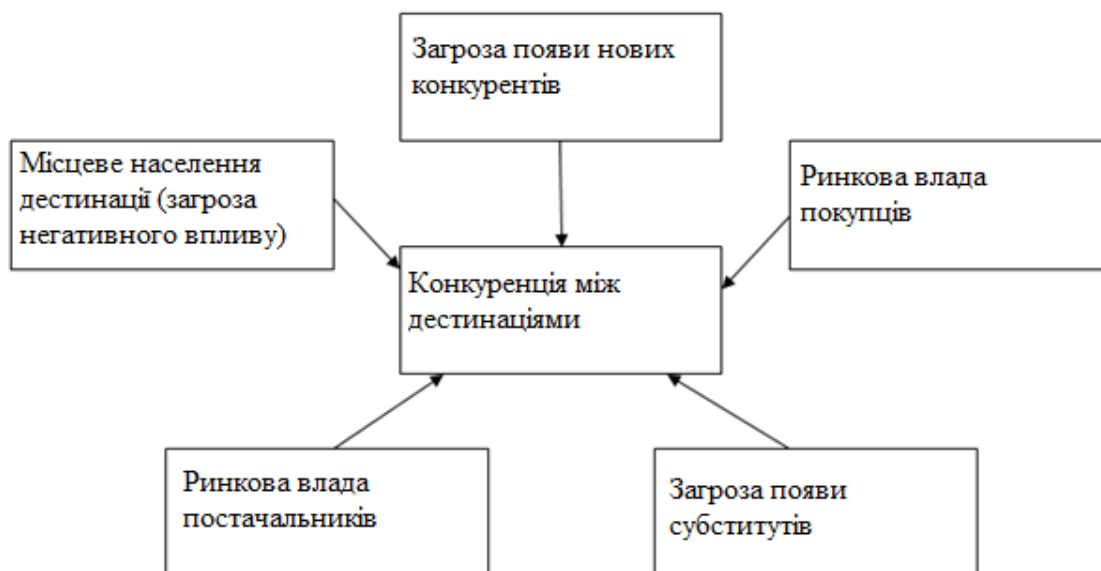 Загроза появи нових
конкурентів
Місцеве населення
дестинації (загроза
негативного впливу)
Ринкова влада
покупців
Конкуренція між
дестинаціями
Ринкова влада
постачальників
Загроза появи
субститутів